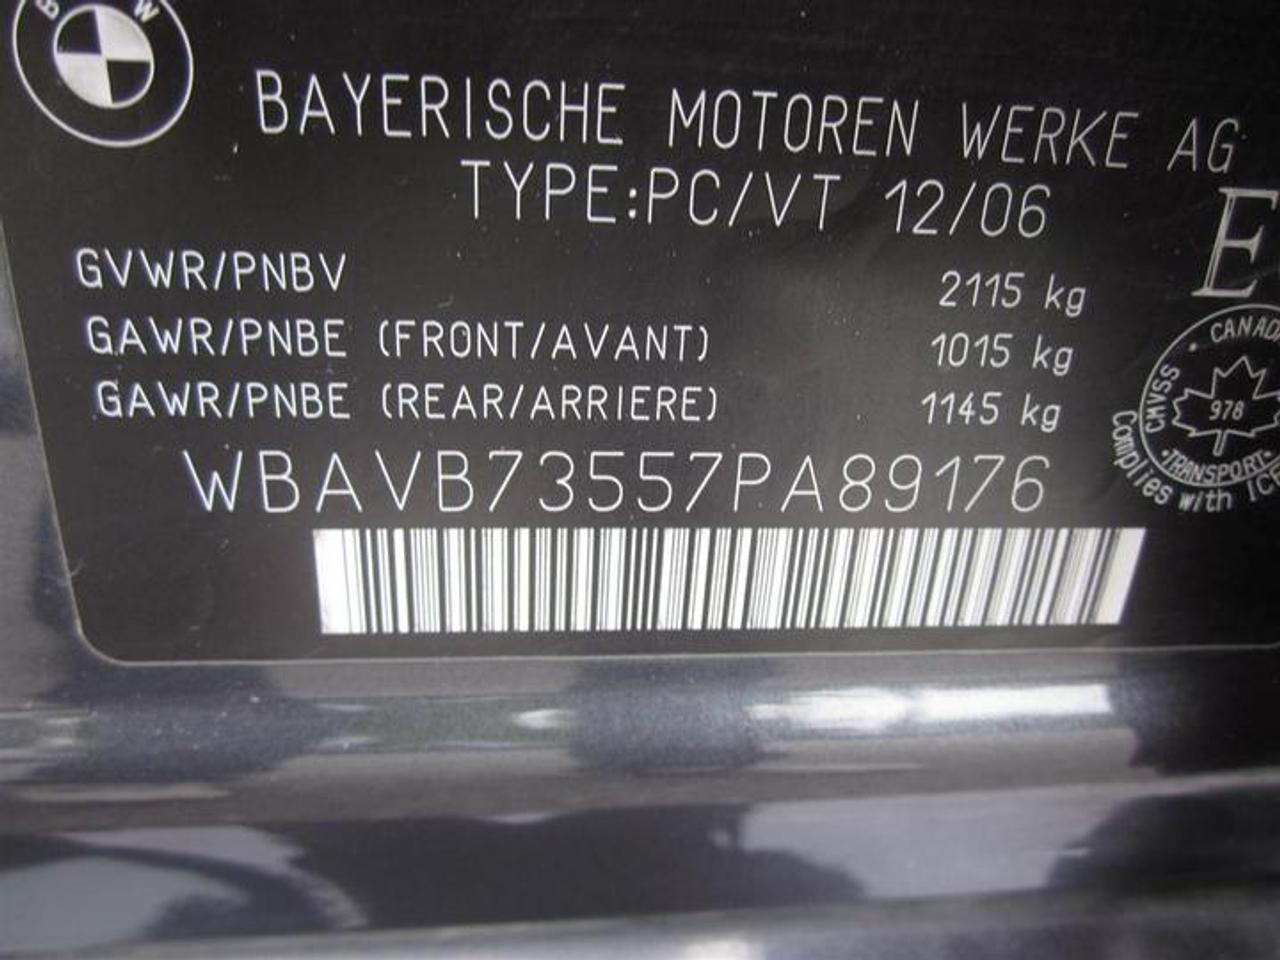 B W
BAYERISCHE MOTOREN WERKE AG
TYPE:PC/VT 12/06
E
GVWR/PNBV 2115 kg
GAWR/PNBE (FRONT/AVANT) 1015 kg
GAWR/PNBE (REAR/ARRIERE) 1145 kg
WBAVB73557PA89176
CMVSS · CANADA
978
·TRANSPORT·
Complies with ICE